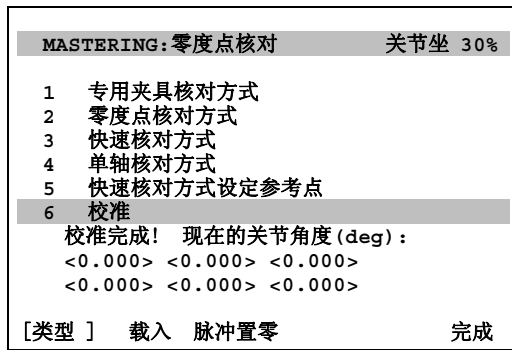 MASTERING:零度点核对 关节坐 30%
1 专用夹具核对方式
2 零度点核对方式
3 快速核对方式
4 单轴核对方式
5 快速核对方式设定参考点
6 校准
校准完成! 现在的关节角度(deg):
<0.000> <0.000> <0.000>
<0.000> <0.000> <0.000>
[类型 ] 载入 脉冲置零 完成